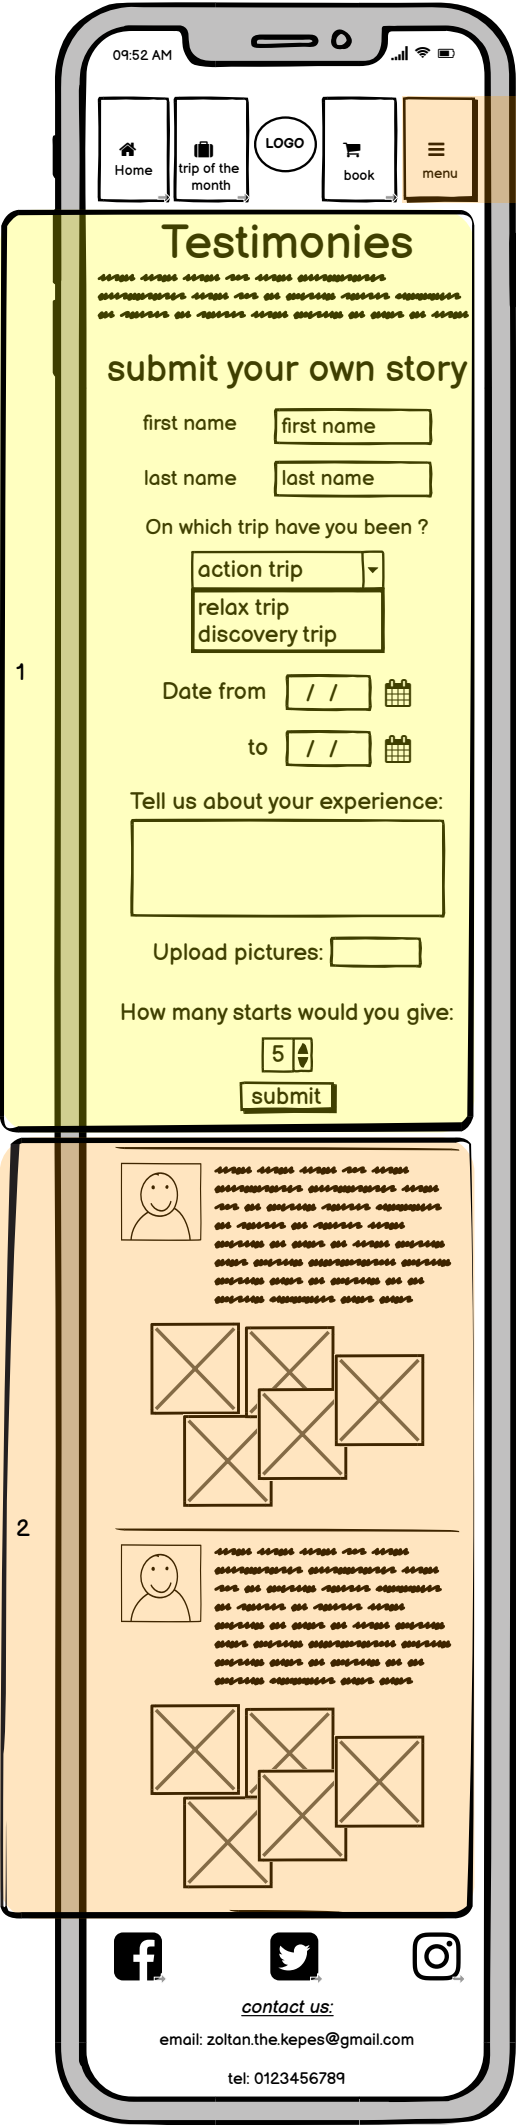 09:52 AM
Home
trip of the
month
LOGO
book
menu
Testimonies
submit your own story
first name
first name
last name
last name
On which trip have you been ?
action trip
relax trip
discovery trip
1
Date from
/ /
to
/ /
Tell us about your experience:
Upload pictures:
How many starts would you give:
5
submit
2
contact us:
email: zoltan.the.kepes@gmail.com
tel: 0123456789